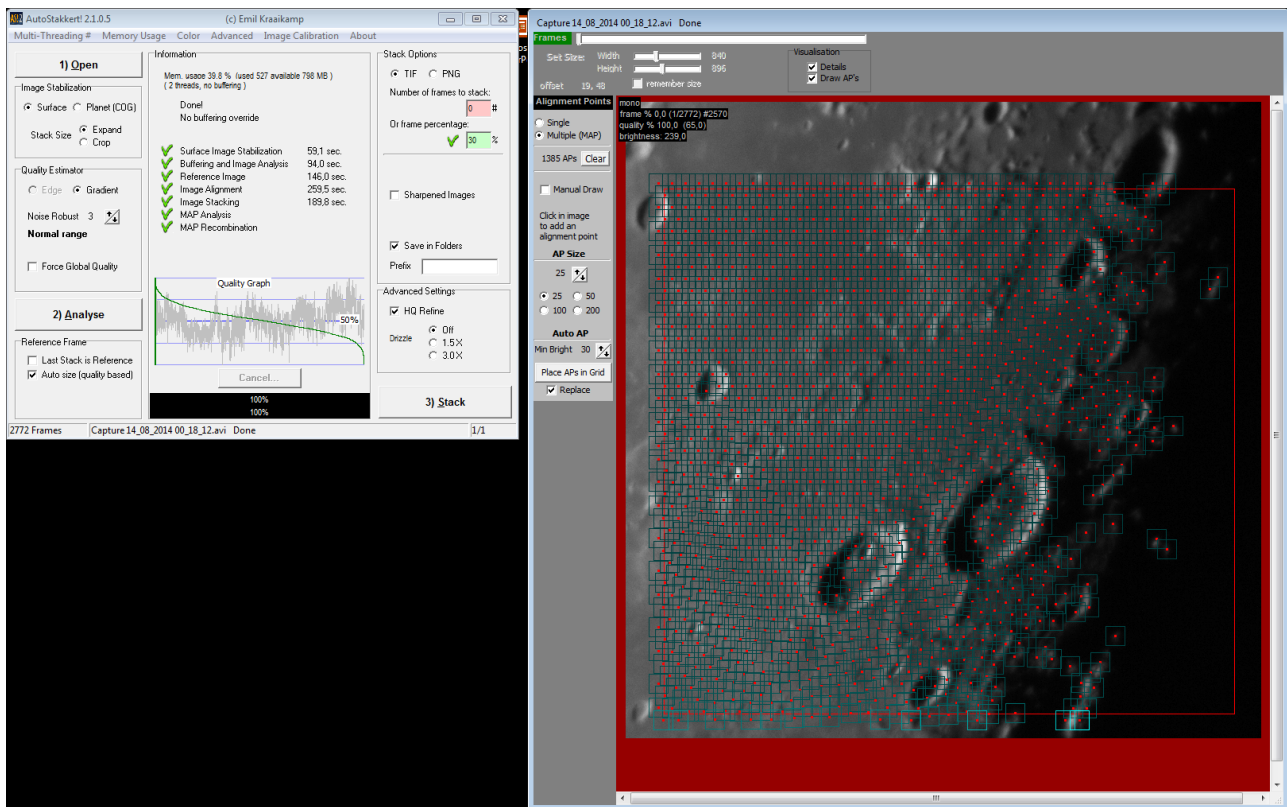 AutoStakkert! 2.1.0.5 (c) Emil Kraaikamp
Multi-Threading # Memory Usage Color Advanced Image Calibration About
1) Open
Image Stabilization
Surface Planet (COG)
Stack Size Expand
Crop
Quality Estimator
Edge Gradient
Noise Robust 3
Normal range
Force Global Quality
2) Analyse
Reference Frame
Last Stack is Reference
Auto size (quality based)
Information
Mem. usage 39.8 % (used 527 available 798 MB )
( 2 threads, no buffering )
Done!
No buffering override
Surface Image Stabilization 59,1 sec.
Buffering and Image Analysis 94,0 sec.
Reference Image 146,0 sec.
Image Alignment 259,5 sec.
Image Stacking 189,8 sec.
MAP Analysis
MAP Recombination
Quality Graph
50%
Cancel...
100%
100%
Stack Options
TIF PNG
Number of frames to stack:
0 #
Or frame percentage:
30 %
Sharpened Images
Save in Folders
Prefix
Advanced Settings
HQ Refine
Drizzle Off
1.5 X
3.0 X
3) Stack
2772 Frames Capture 14_08_2014 00_18_12.avi Done 1/1
Capture 14_08_2014 00_18_12.avi Done
Frames
Set Size: Width 840
Height 896
offset 19, 48 remember size
Visualisation
Details
Draw AP's
Alignment Points
Single
Multiple (MAP)
1385 APs Clear
Manual Draw
Click in image
to add an
alignment point
AP Size
25
25 50
100 200
Auto AP
Min Bright 30
Place APs in Grid
Replace
mono
frame % 0,0 (1/2772) #2570
quality % 100,0 (65,0)
brightness: 239,0